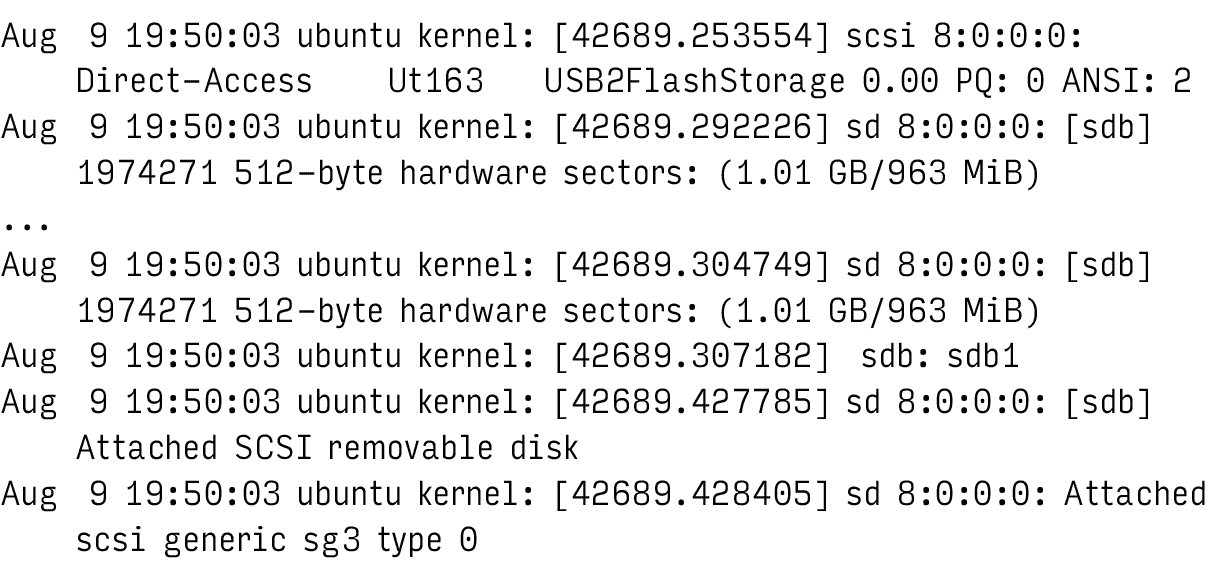 Aug  9 19:50:03 ubuntu kernel: [42689.253554] scsi 8:0:0:0:
    Direct-Access    Ut163   USB2FlashStorage 0.00 PQ: 0 ANSI: 2
Aug  9 19:50:03 ubuntu kernel: [42689.292226] sd 8:0:0:0: [sdb]
    1974271 512-byte hardware sectors: (1.01 GB/963 MiB)
...
Aug  9 19:50:03 ubuntu kernel: [42689.304749] sd 8:0:0:0: [sdb]
    1974271 512-byte hardware sectors: (1.01 GB/963 MiB)
Aug  9 19:50:03 ubuntu kernel: [42689.307182]  sdb: sdb1
Aug  9 19:50:03 ubuntu kernel: [42689.427785] sd 8:0:0:0: [sdb]
    Attached SCSI removable disk
Aug  9 19:50:03 ubuntu kernel: [42689.428405] sd 8:0:0:0: Attached
    scsi generic sg3 type 0